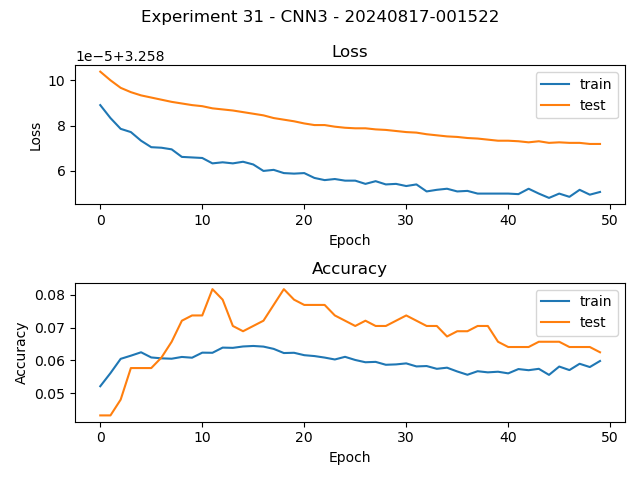 Experiment 31 - CNN3 - 20240817-001522
Loss
1e−5+3.258
10
8
6
Loss
train
test
0 10 20 30 40 50
Epoch
Accuracy
0.08
0.07
0.06
0.05
Accuracy
train
test
0 10 20 30 40 50
Epoch